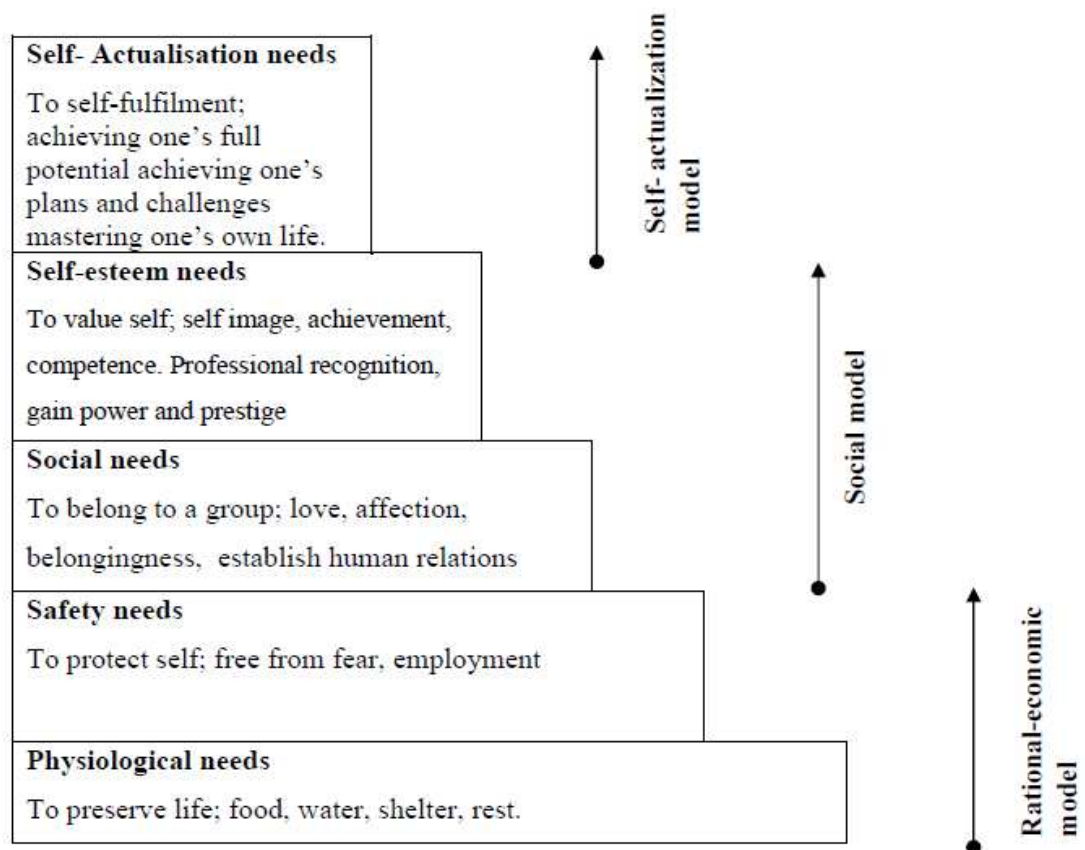 Self- Actualisation needs
To self-fulfilment;
achieving one’s full
potential achieving one’s
plans and challenges
mastering one’s own life.
Self-esteem needs
To value self; self image, achievement,
competence. Professional recognition,
gain power and prestige
Social needs
To belong to a group; love, affection,
belongingness, establish human relations
Safety needs
To protect self; free from fear, employment
Physiological needs
To preserve life; food, water, shelter, rest.
Self- actualization
model
Social model
Rational-economic
model